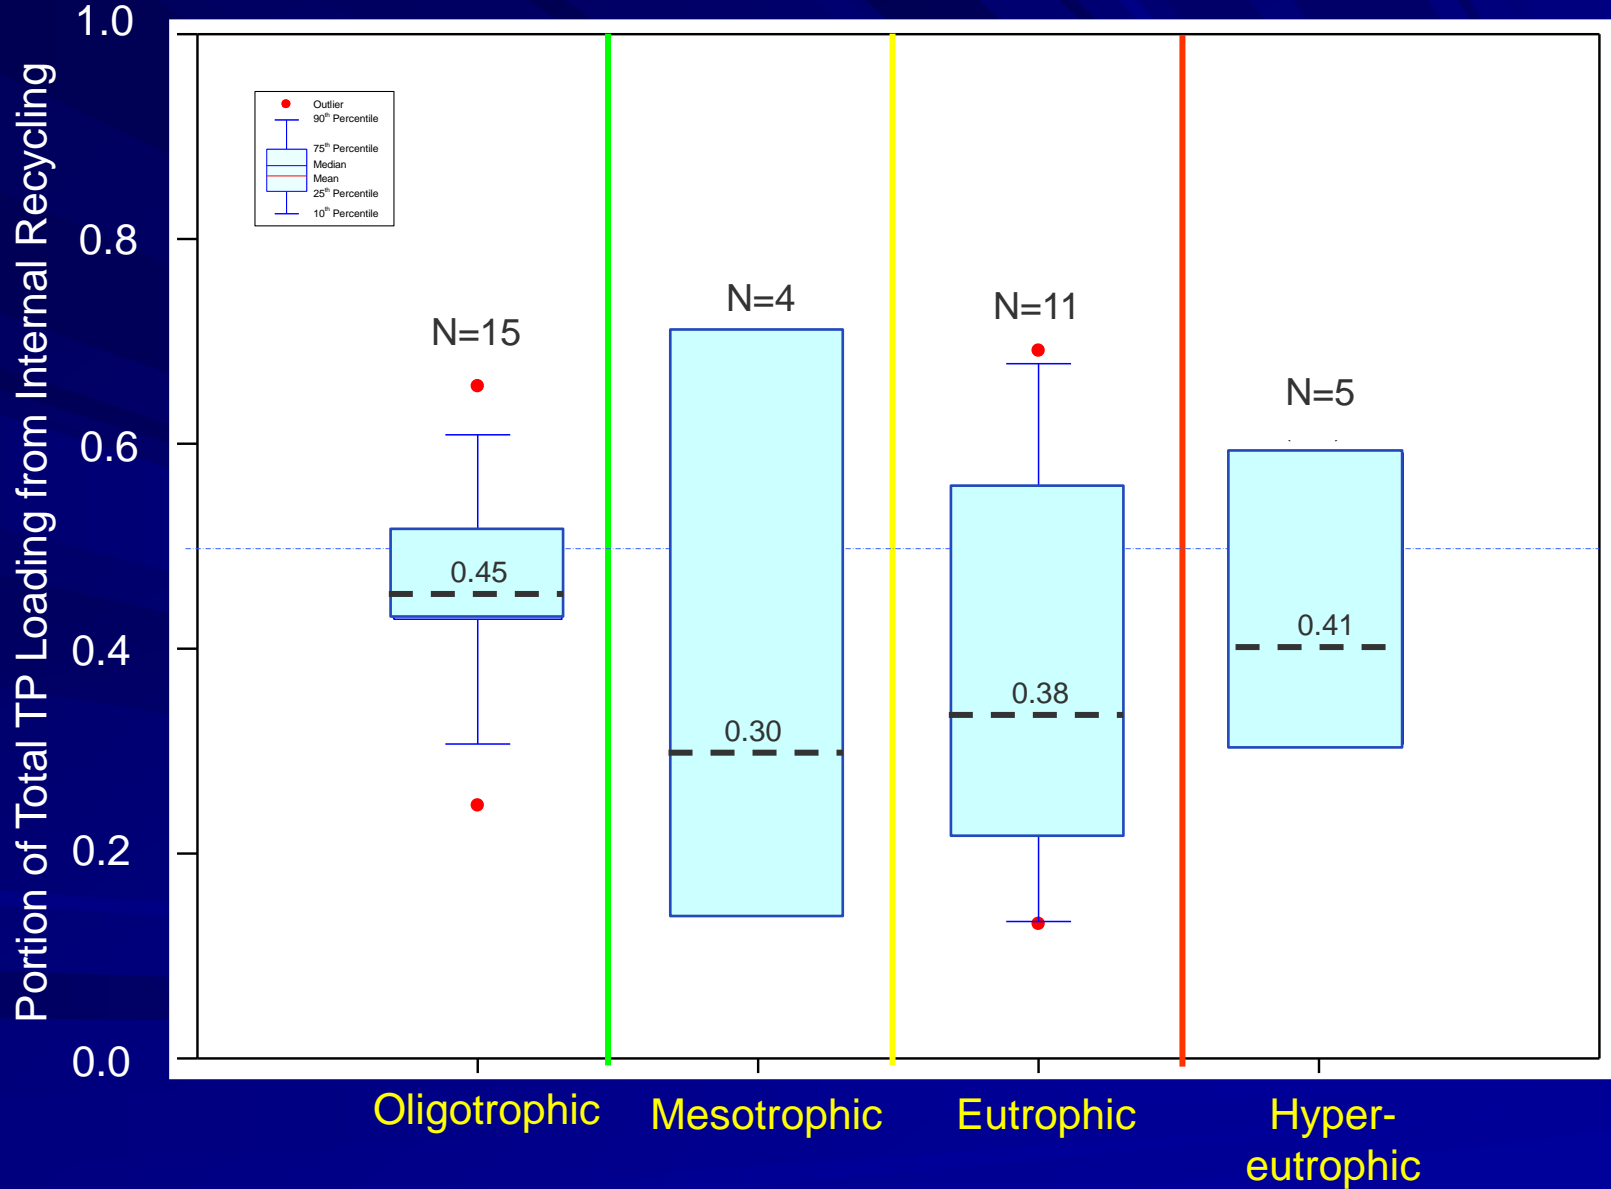 Portion of Total TP Loading from Internal Recycling
1.0
0.8
0.6
0.4
0.2
0.0
Outlier
90th Percentile
75th Percentile
Median
Mean
25th Percentile
10th Percentile
N=15
N=4
N=11
N=5
0.45
0.30
0.38
0.41
Oligotrophic
Mesotrophic
Eutrophic
Hyper-
eutrophic